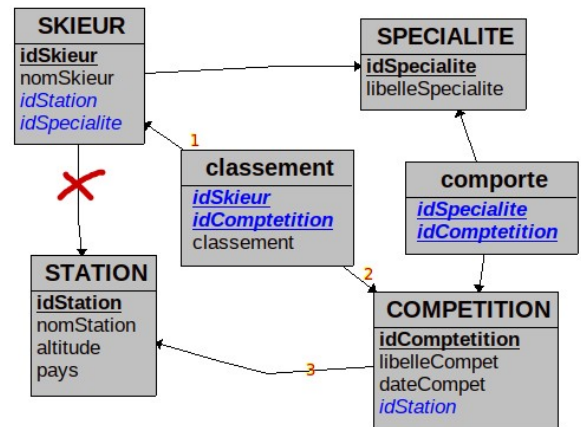 SKIEUR
idSkieur
nomSkieur
idStation
idSpecialite
SPECIALITE
idSpecialite
libelleSpecialite
1
classement
idSkieur
idComptetition
classement
comporte
idSpecialite
idComptetition
2
STATION
idStation
nomStation
altitude
pays
3
COMPETITION
idComptetition
libelleCompet
dateCompet
idStation